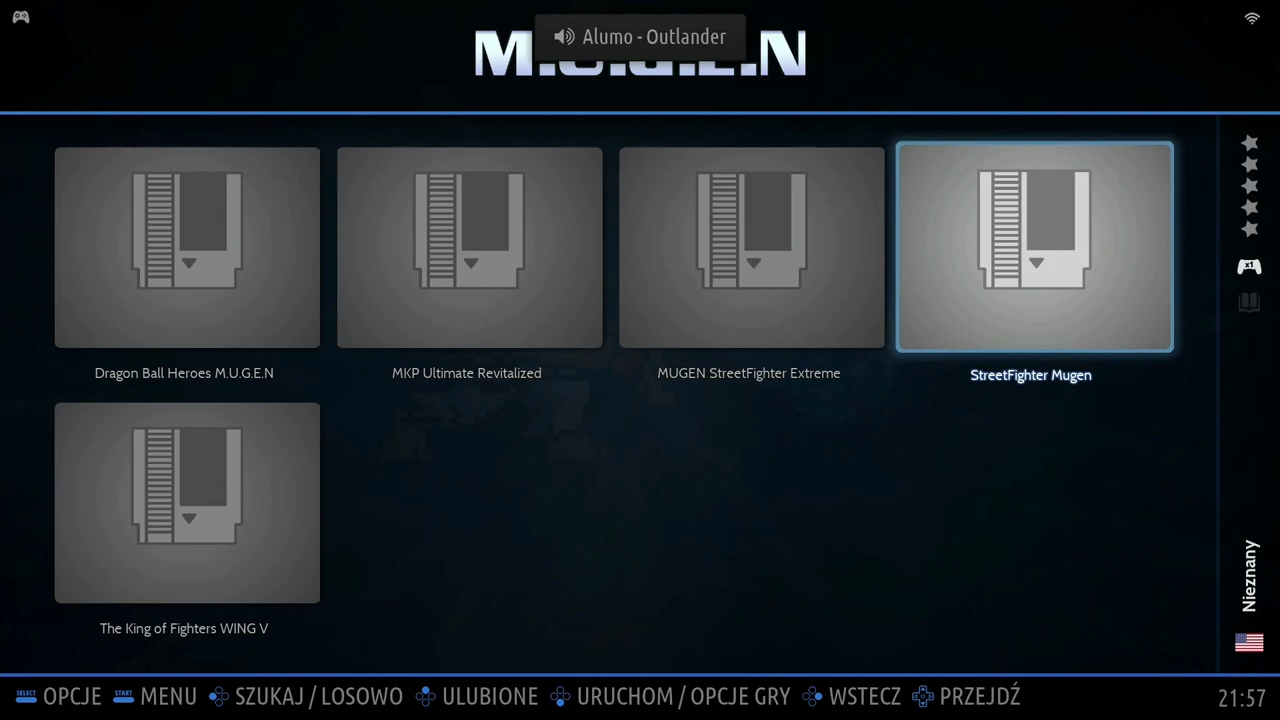 Alumo - Outlander
M.U.G.E.N
x1
Dragon Ball Heroes M.U.G.E.N
MKP Ultimate Revitalized
MUGEN StreetFighter Extreme
StreetFighter Mugen
The King of Fighters WING V
Nieznany
SELECT OPCJE START MENU SZUKAJ / LOSOWO ULUBIONE URUCHOM / OPCJE GRY WSTECZ PRZEJDŹ 21:57